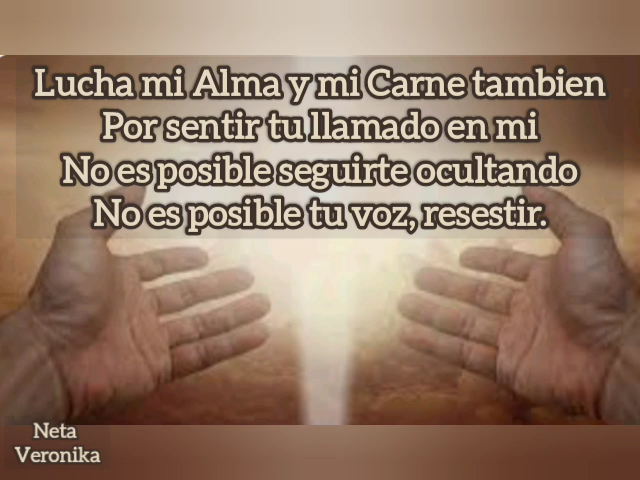 Lucha mi Alma y mi Carne tambien
Por sentir tu llamado en mi
No es posible seguirte ocultando
No es posible tu voz, resestir.
Neta
Veronika